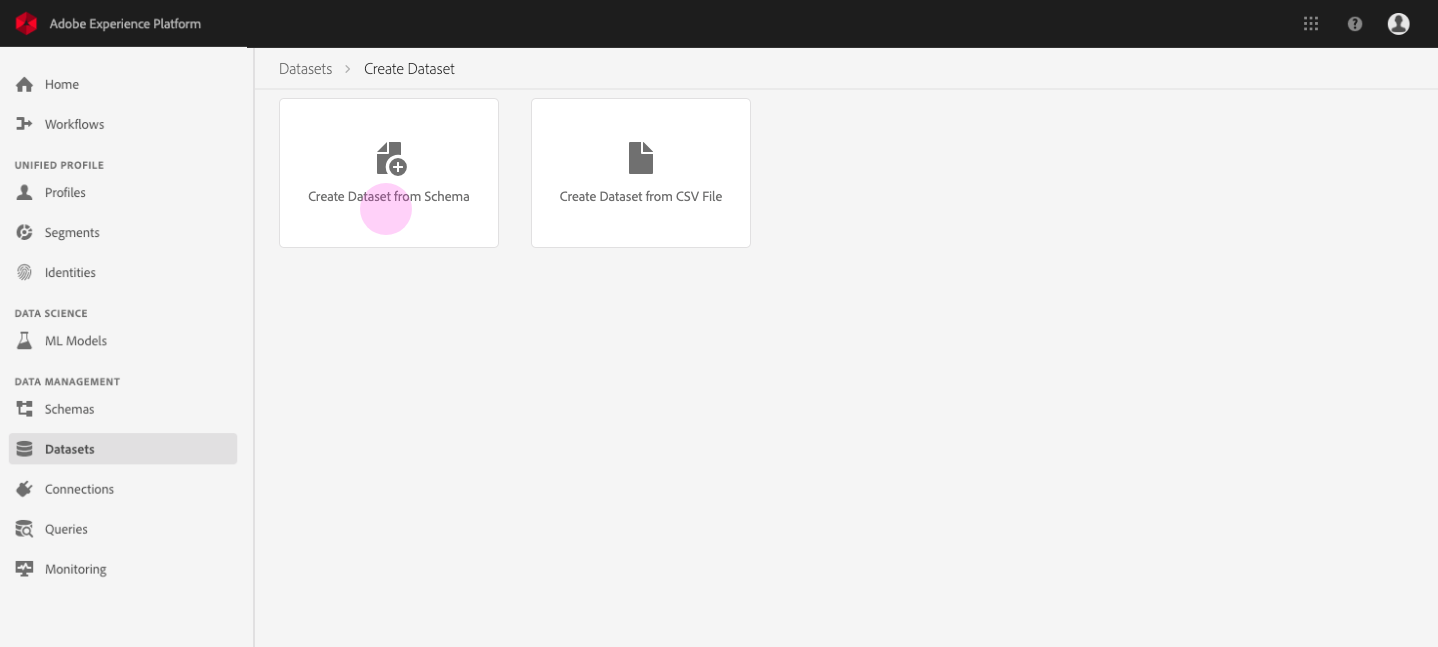 Adobe Experience Platform
Home
Workflows
UNIFIED PROFILE
Profiles
Segments
Identities
DATA SCIENCE
ML Models
DATA MANAGEMENT
Schemas
Datasets
Connections
Queries
Monitoring
Datasets > Create Dataset
Create Dataset from Schema
Create Dataset from CSV File